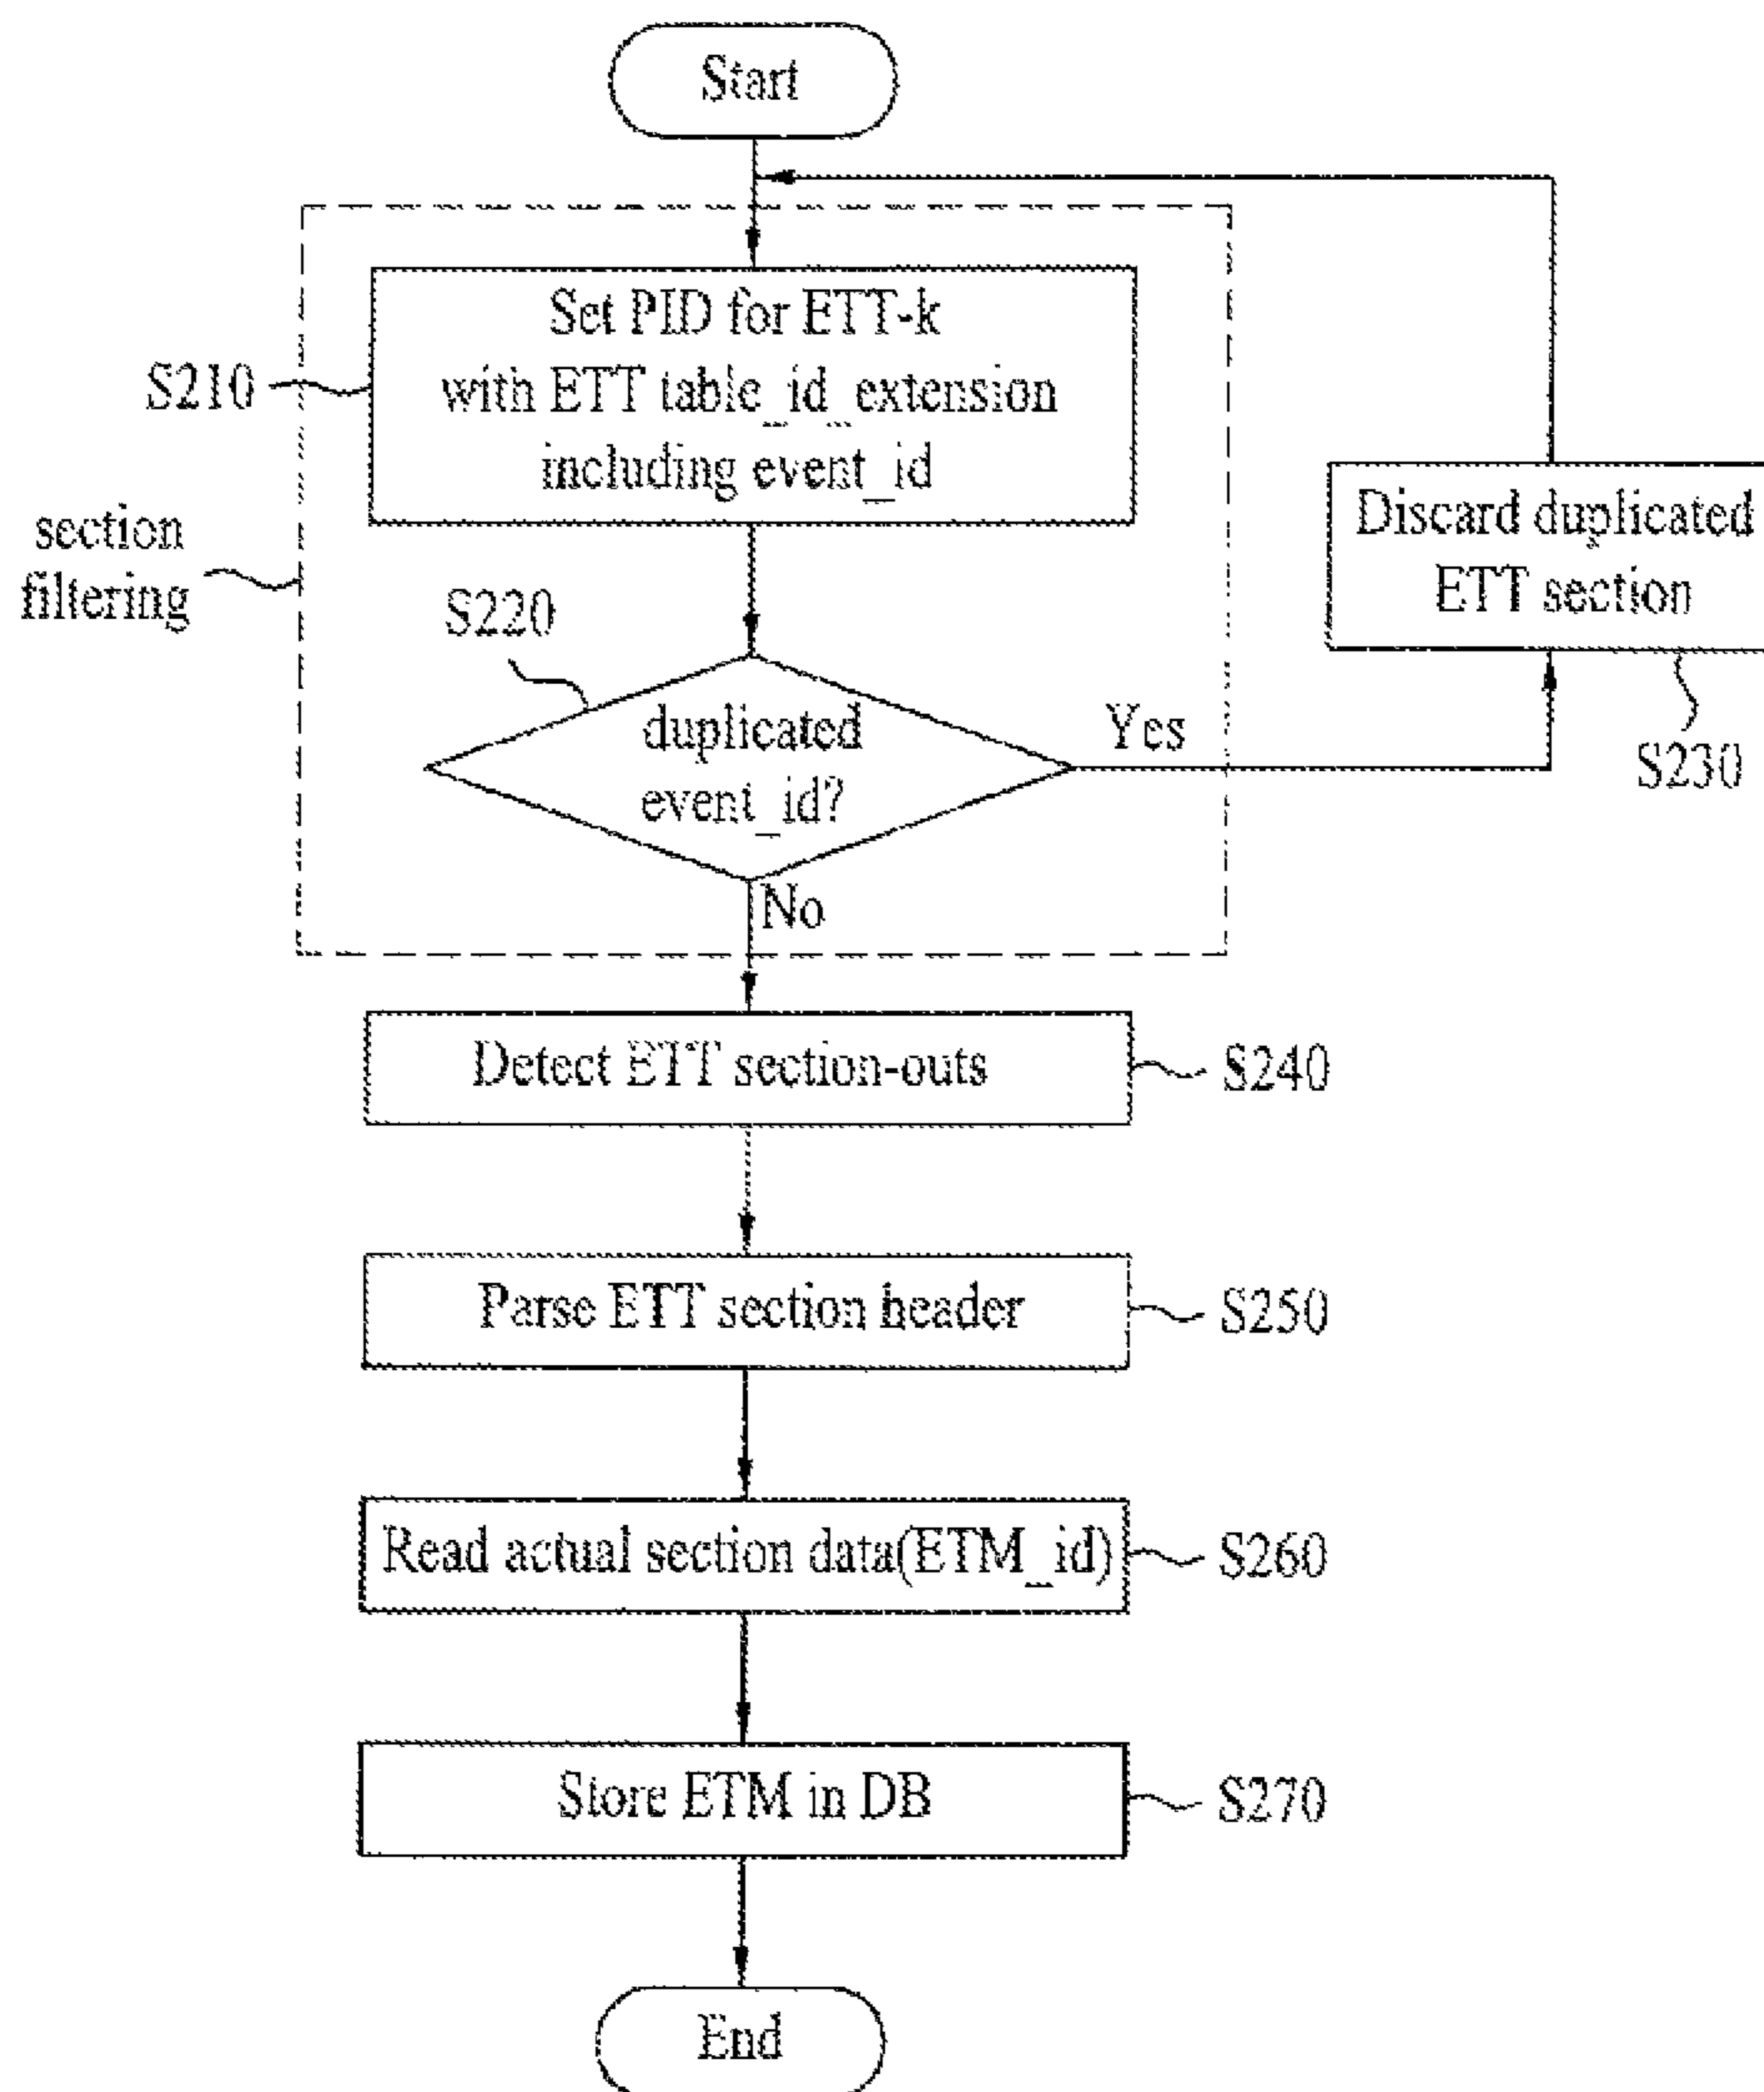 Start
Set PID for ETT-k
S210
with ETT table_id_extension
including event_id
section
filtering
Discard duplicated
ETT section
S220
duplicated
event_id?
Yes
S230
No
Detect ETT section-outs
S240
Parse ETT section header
S250
Read actual section data(ETM_id)
S260
Store ETM in DB
S270
End